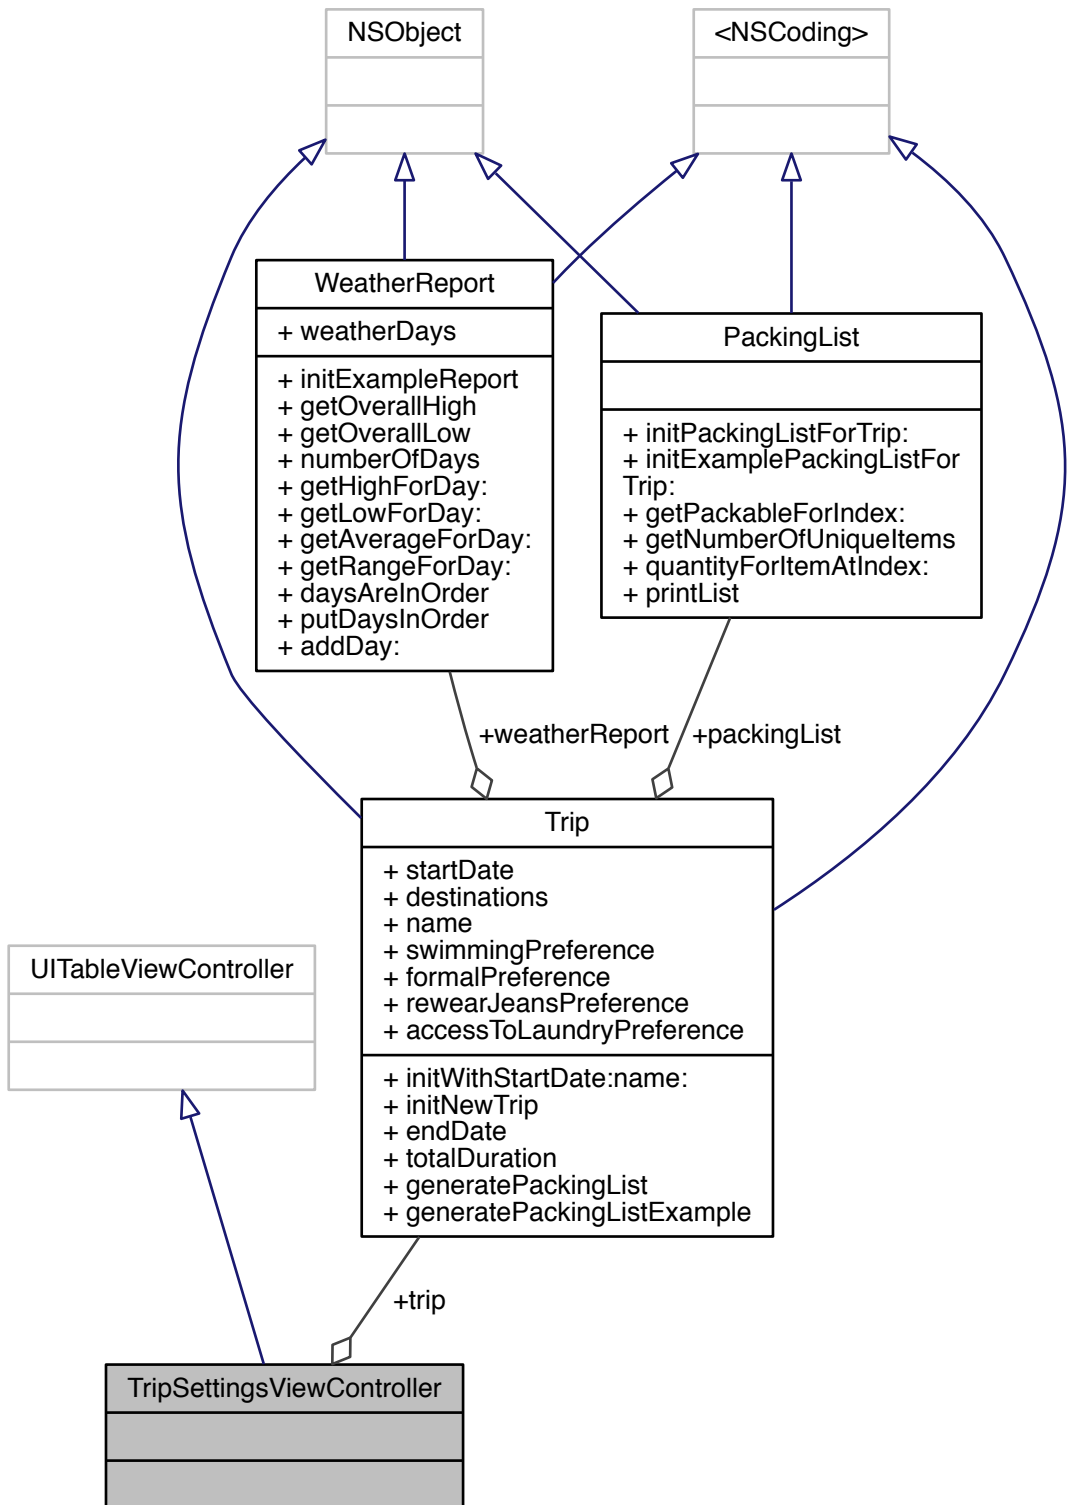 NSObject
<NSCoding>
WeatherReport
+ weatherDays
+ initExampleReport
+ getOverallHigh
+ getOverallLow
+ numberOfDays
+ getHighForDay:
+ getLowForDay:
+ getAverageForDay:
+ getRangeForDay:
+ daysAreInOrder
+ putDaysInOrder
+ addDay:
PackingList
+ initPackingListForTrip:
+ initExamplePackingListFor
Trip:
+ getPackableForIndex:
+ getNumberOfUniqueItems
+ quantityForItemAtIndex:
+ printList
+weatherReport
+packingList
Trip
+ startDate
+ destinations
+ name
+ swimmingPreference
+ formalPreference
+ rewearJeansPreference
+ accessToLaundryPreference
+ initWithStartDate:name:
+ initNewTrip
+ endDate
+ totalDuration
+ generatePackingList
+ generatePackingListExample
UITableViewController
+trip
TripSettingsViewController